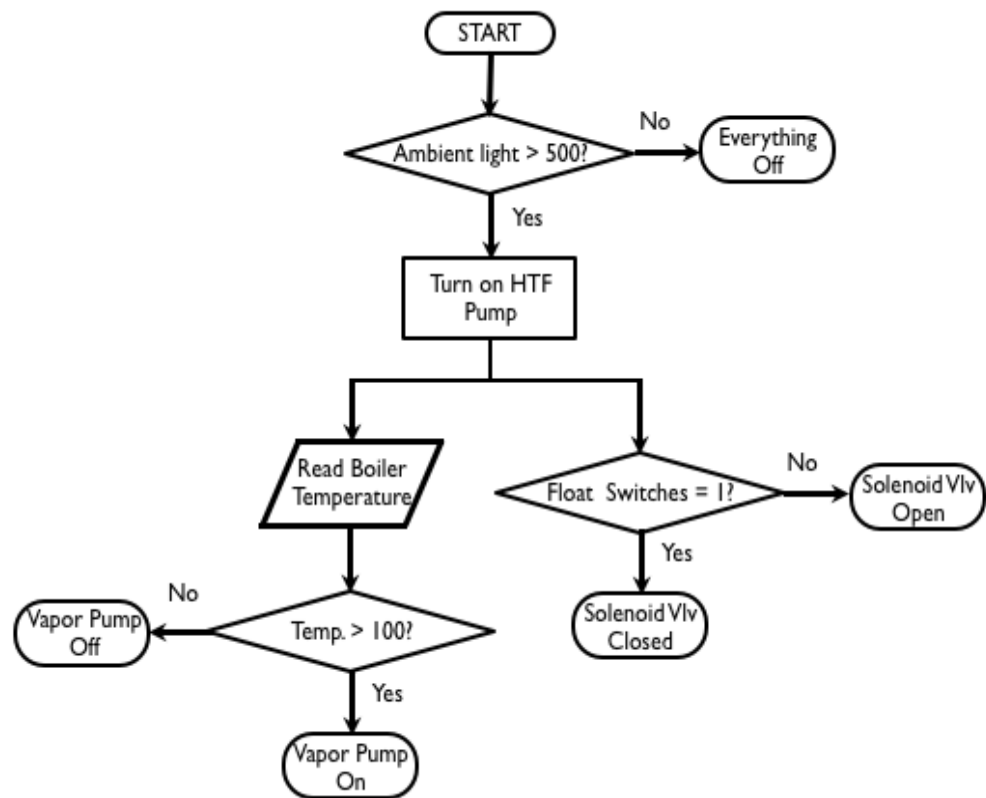 START
Ambient light > 500?
No
Everything
Off
Yes
Turn on HTF
Pump
Read Boiler
Temperature
Float Switches = 1?
No
Solenoid Vlv
Open
Yes
Solenoid Vlv
Closed
Temp. > 100?
No
Vapor Pump
Off
Yes
Vapor Pump
On